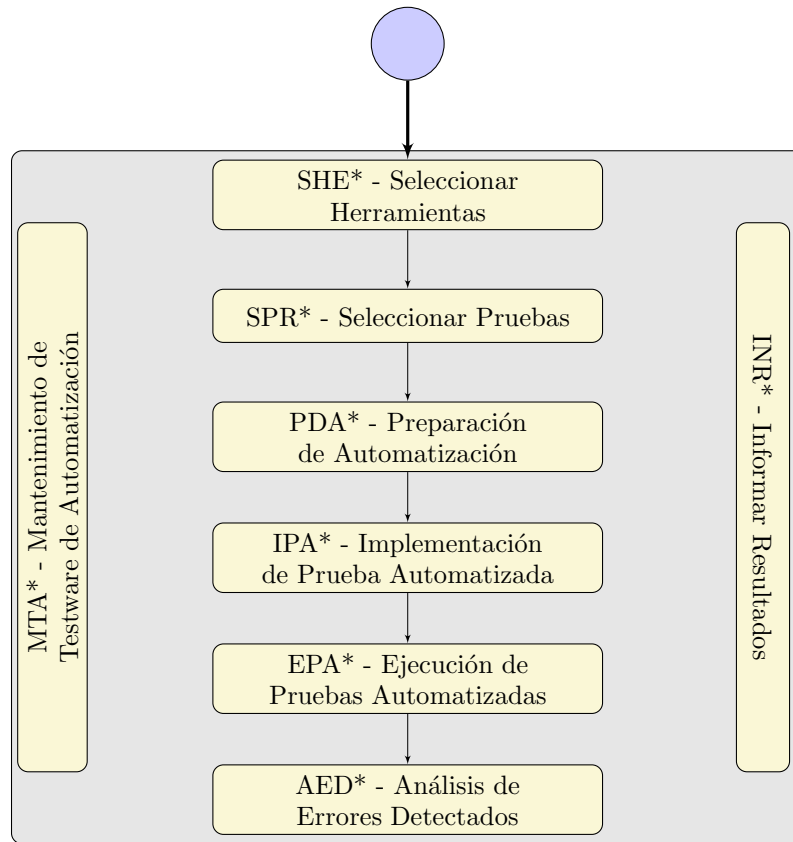 SHE* - Seleccionar
Herramientas
SPR* - Seleccionar Pruebas
PDA* - Preparación
de Automatización
IPA* - Implementación
de Prueba Automatizada
EPA* - Ejecución de
Pruebas Automatizadas
AED* - Análisis de
Errores Detectados
MTA* - Mantenimiento de
Testware de Automatización
INR* - Informar Resultados